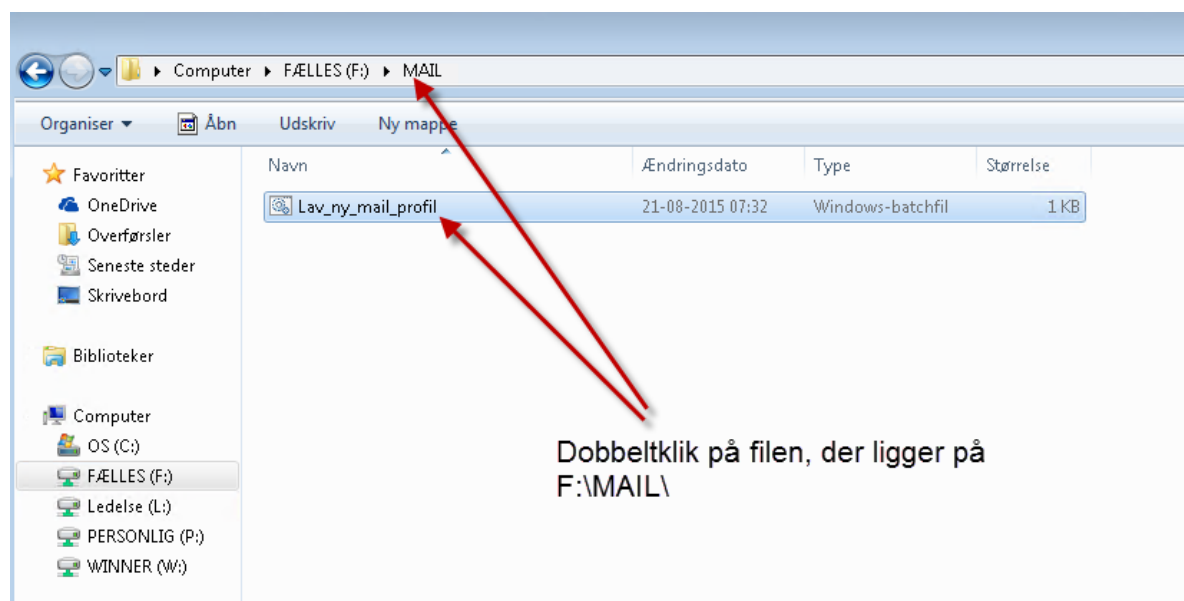 Computer ▸ FÆLLES (F:) ▸ MAIL
Organiser Åbn Udskriv Ny mappe
Navn Ændringsdato Type Størrelse
Lav_ny_mail_profil 21-08-2015 07:32 Windows-batchfil 1 KB
Favoritter
OneDrive
Overførsler
Seneste steder
Skrivebord
Biblioteker
Computer
OS (C:)
FÆLLES (F:)
Ledelse (L:)
PERSONLIG (P:)
WINNER (W:)
Dobbeltklik på filen, der ligger på
F:\MAIL\